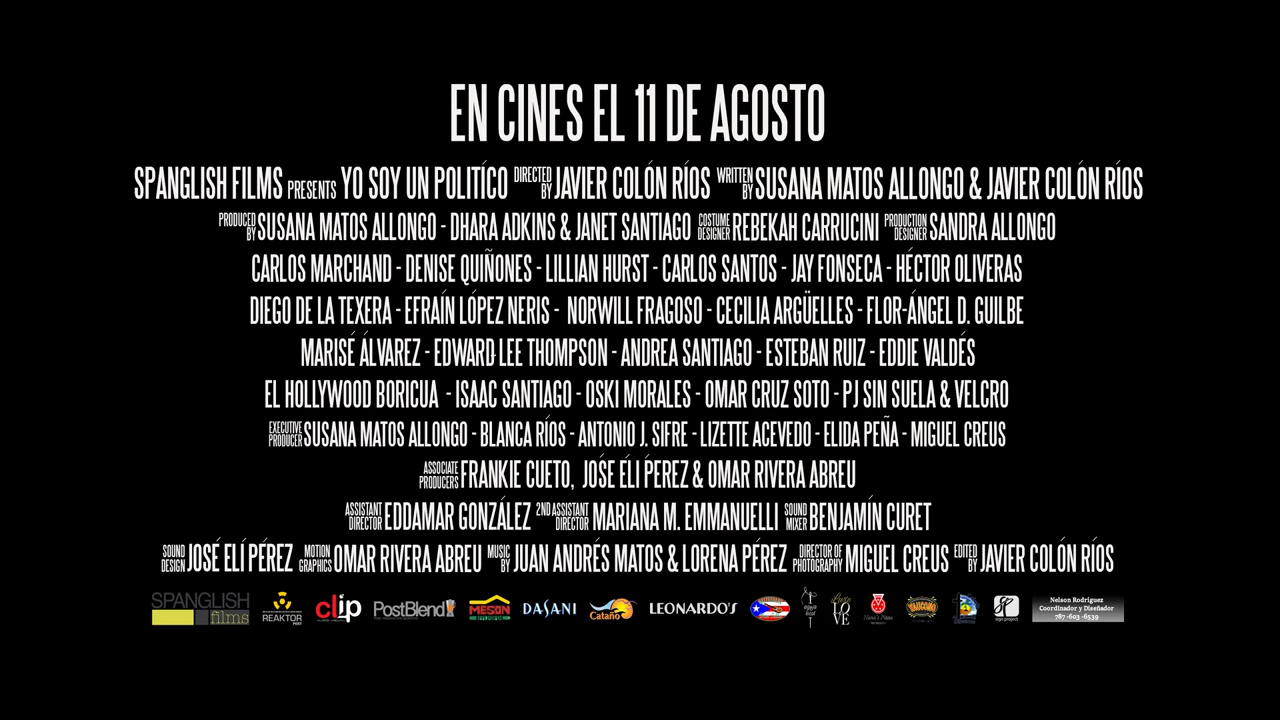 EN CINES EL 11 DE AGOSTO
SPANGLISH FILMS PRESENTS YO SOY UN POLITÍCO DIRECTED BY JAVIER COLÓN RÍOS WRITTEN BY SUSANA MATOS ALLONGO & JAVIER COLÓN RÍOS
PRODUCED BY SUSANA MATOS ALLONGO - DHARA ADKINS & JANET SANTIAGO COSTUME DESIGNER REBEKAH CARRUCINI PRODUCTION DESIGNER SANDRA ALLONGO
CARLOS MARCHAND - DENISE QUIÑONES - LILLIAN HURST - CARLOS SANTOS - JAY FONSECA - HÉCTOR OLIVERAS
DIEGO DE LA TEXERA - EFRAÍN LÓPEZ NERIS - NORWILL FRAGOSO - CECILIA ARGÜELLES - FLOR-ÁNGEL D. GUILBE
MARISÉ ÁLVAREZ - EDWARD LEE THOMPSON - ANDREA SANTIAGO - ESTEBAN RUIZ - EDDIE VALDÉS
EL HOLLYWOOD BORICUA - ISAAC SANTIAGO - OSKI MORALES - OMAR CRUZ SOTO - PJ SIN SUELA & VELCRO
EXECUTIVE PRODUCER SUSANA MATOS ALLONGO - BLANCA RÍOS - ANTONIO J. SIFRE - LIZETTE ACEVEDO - ELIDA PEÑA - MIGUEL CREUS
ASSOCIATE PRODUCERS FRANKIE CUETO, JOSÉ ELÍ PEREZ & OMAR RIVERA ABREU
ASSISTANT DIRECTOR EDDAMAR GONZÁLEZ 2ND ASSISTANT DIRECTOR MARIANA M. EMMANUELLI SOUND MIXER BENJAMÍN CURET
SOUND DESIGN JOSÉ ELÍ PÉREZ MOTION GRAPHICS OMAR RIVERA ABREU MUSIC BY JUAN ANDRÉS MATOS & LORENA PÉREZ DIRECTOR OF PHOTOGRAPHY MIGUEL CREUS EDITED BY JAVIER COLÓN RÍOS
SPANGLISH films REAKTOR POST clip PostBlend MESON DASANI Cataño LEONARDO'S LOVE YAUCONO sign project
Nelson Rodríguez
Coordinador y Diseñador
787 -603 -6539